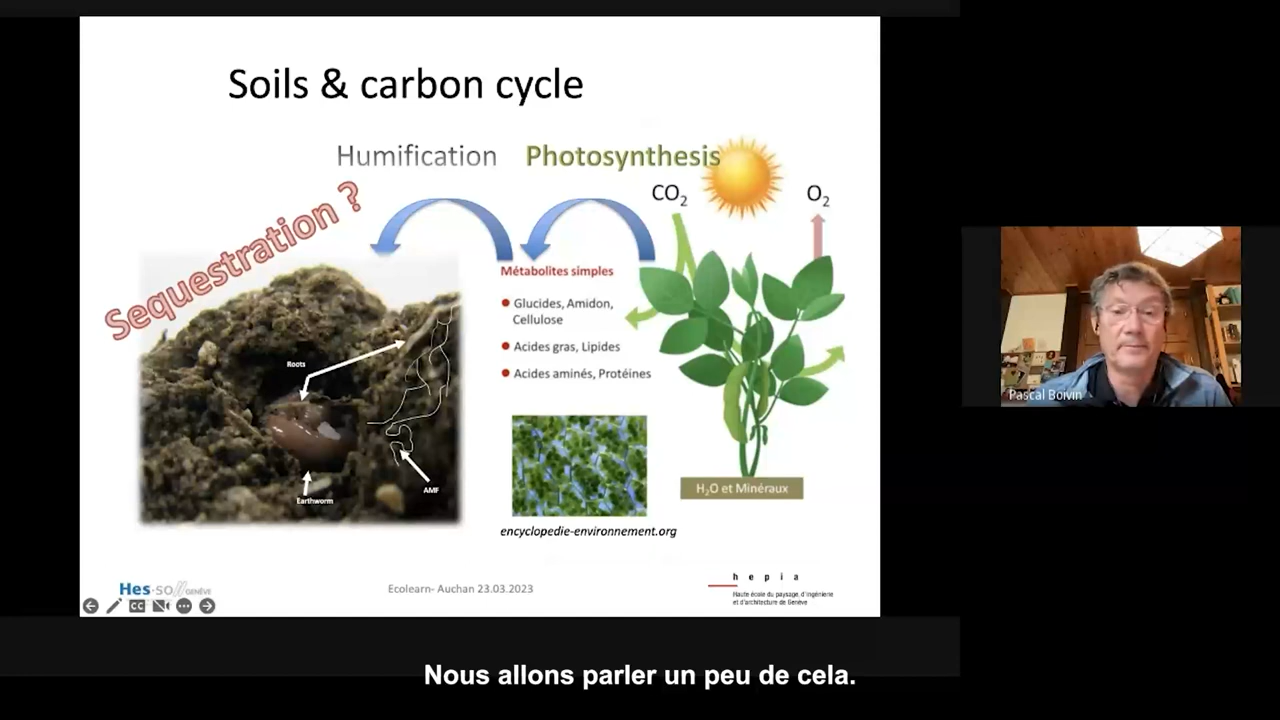 Soils & carbon cycle
Humification
Photosynthesis
Sequestration ?
CO₂
O₂
Métabolites simples
Glucides, Amidon,
Cellulose
Acides gras, Lipides
Acides aminés, Protéines
Roots
Earthworm
AMF
H₂O et Minéraux
encyclopedie-environnement.org
Hes·so GENÈVE
Ecolearn- Auchan 23.03.2023
h e p i a
Haute école du paysage, d'ingénierie
et d'architecture de Genève
CC
Pascal Boivin
Nous allons parler un peu de cela.